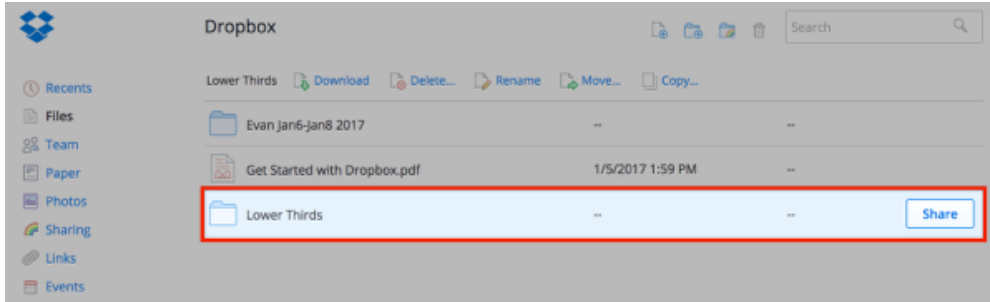 Dropbox
Search
Recents
Files
Team
Paper
Photos
Sharing
Links
Events
Lower Thirds Download Delete... Rename Move... Copy...
Evan Jan6-Jan8 2017 -- --
Get Started with Dropbox.pdf 1/5/2017 1:59 PM --
Lower Thirds -- -- Share